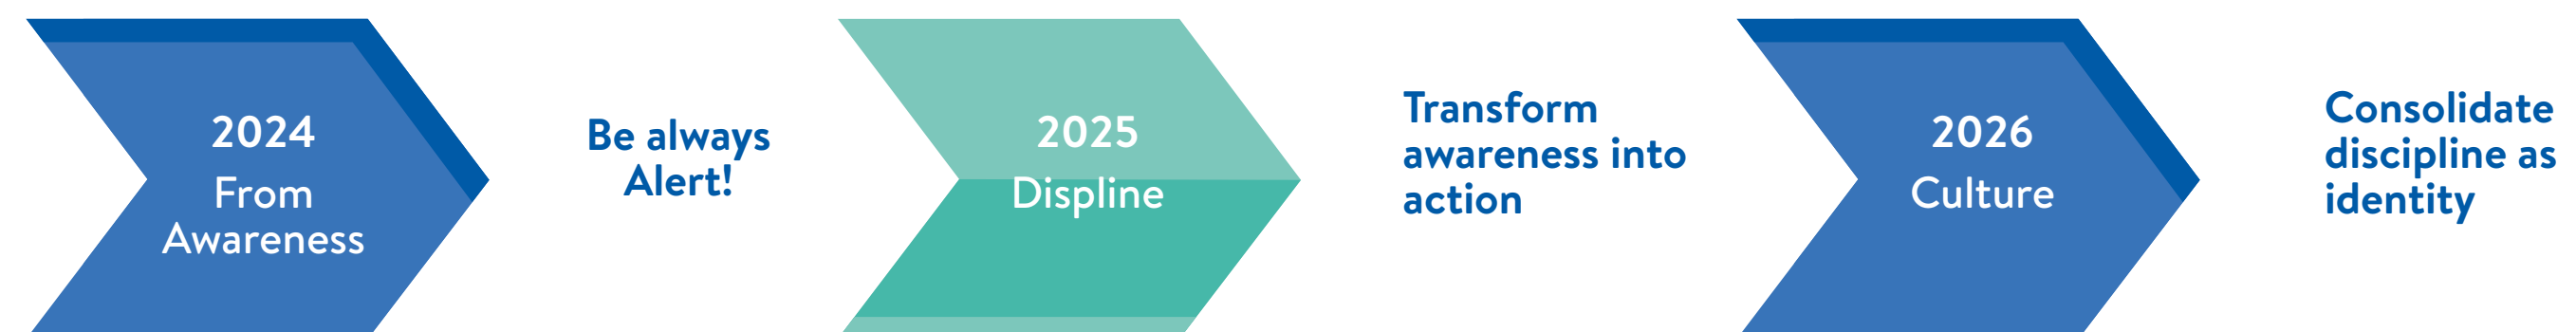 2024
From
Awareness
Be always
Alert!
2025
Displine
Transform
awareness into
action
2026
Culture
Consolidate
discipline as
identity